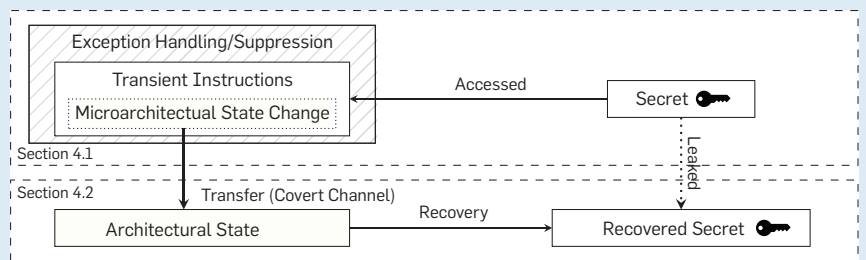 Exception Handling/Suppression
Transient Instructions
Microarchitectual State Change
Accessed
Secret
Section 4.1
Leaked
Section 4.2
Transfer (Covert Channel)
Architectural State
Recovery
Recovered Secret